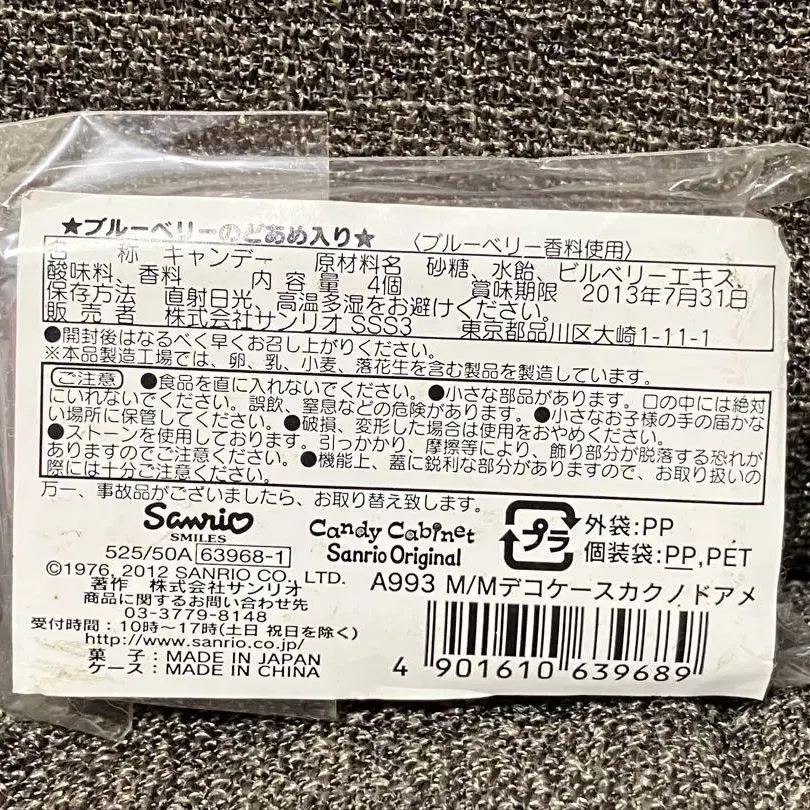 ★ブルーベリーのどあめ入り★ 〈ブルーベリー香料使用〉
名 称 キャンデー 原材料名 砂糖、水飴、ビルベリーエキス、
酸味料、香料 内容量 4個 賞味期限 2013年7月31日
保存方法 直射日光、高温多湿をお避けください。
販売者 株式会社サンリオ SSS3 東京都品川区大崎1-11-1
●開封後はなるべく早くお召し上がりください。
※本品製造工場では、卵、乳、小麦、落花生を含む製品を製造しています。
ご注意 ●食品を直に入れないでください。●小さな部品があります。口の中には絶対
にいれないでください。誤飲、窒息などの危険があります。●小さなお子様の手の届かな
い場所に保管してください。●破損、変形した場合は使用をおやめください。
●ストーンを使用しております。引っかかり、摩擦等により、飾り部分が脱落する恐れが
ありますのでご注意ください。●機能上、蓋に鋭利な部分がありますので、お取り扱いの
際には十分ご注意ください。
万一、事故品がございましたら、お取り替え致します。
Sanrio
SMILES
525/50A 63968-1
Candy Cabinet
Sanrio Original
プラ
外袋:PP
個装袋:PP,PET
©1976, 2012 SANRIO CO., LTD.
著作 株式会社サンリオ
商品に関するお問い合わせ先
03-3779-8148
受付時間:10時〜17時(土日 祝日を除く)
http://www.sanrio.co.jp/
菓 子:MADE IN JAPAN
ケース:MADE IN CHINA
A993 M/Mデコケースカクノドアメ
4 901610 639689